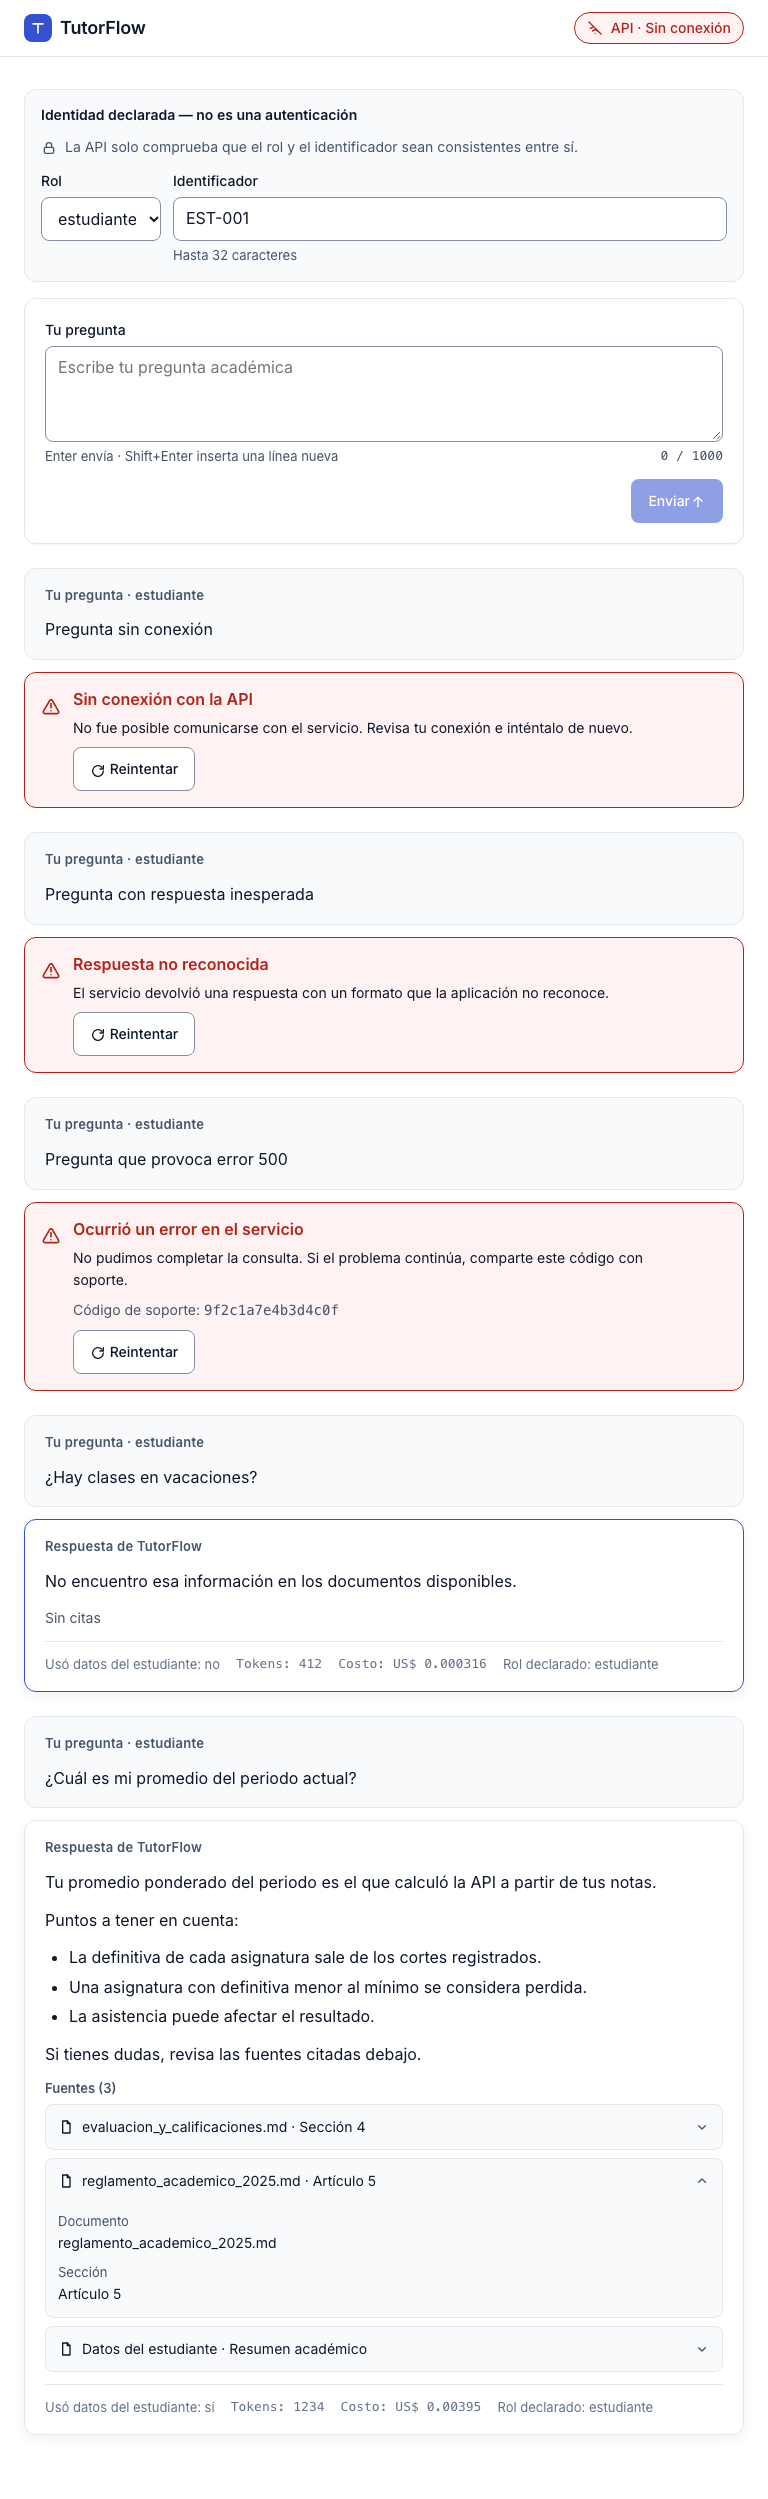 TutorFlow
API · Sin conexión
Identidad declarada — no es una autenticación
La API solo comprueba que el rol y el identificador sean consistentes entre sí.
Rol
Identificador
estudiante
EST-001
Hasta 32 caracteres
Tu pregunta
Escribe tu pregunta académica
Enter envía · Shift+Enter inserta una línea nueva
0 / 1000
Enviar
Tu pregunta · estudiante
Pregunta sin conexión
Sin conexión con la API
No fue posible comunicarse con el servicio. Revisa tu conexión e inténtalo de nuevo.
Reintentar
Tu pregunta · estudiante
Pregunta con respuesta inesperada
Respuesta no reconocida
El servicio devolvió una respuesta con un formato que la aplicación no reconoce.
Reintentar
Tu pregunta · estudiante
Pregunta que provoca error 500
Ocurrió un error en el servicio
No pudimos completar la consulta. Si el problema continúa, comparte este código con
soporte.
Código de soporte: 9f2c1a7e4b3d4c0f
Reintentar
Tu pregunta · estudiante
¿Hay clases en vacaciones?
Respuesta de TutorFlow
No encuentro esa información en los documentos disponibles.
Sin citas
Usó datos del estudiante: no Tokens: 412 Costo: US$ 0.000316 Rol declarado: estudiante
Tu pregunta · estudiante
¿Cuál es mi promedio del periodo actual?
Respuesta de TutorFlow
Tu promedio ponderado del periodo es el que calculó la API a partir de tus notas.
Puntos a tener en cuenta:
• La definitiva de cada asignatura sale de los cortes registrados.
• Una asignatura con definitiva menor al mínimo se considera perdida.
• La asistencia puede afectar el resultado.
Si tienes dudas, revisa las fuentes citadas debajo.
Fuentes (3)
evaluacion_y_calificaciones.md · Sección 4
reglamento_academico_2025.md · Artículo 5
Documento
reglamento_academico_2025.md
Sección
Artículo 5
Datos del estudiante · Resumen académico
Usó datos del estudiante: sí Tokens: 1234 Costo: US$ 0.00395 Rol declarado: estudiante